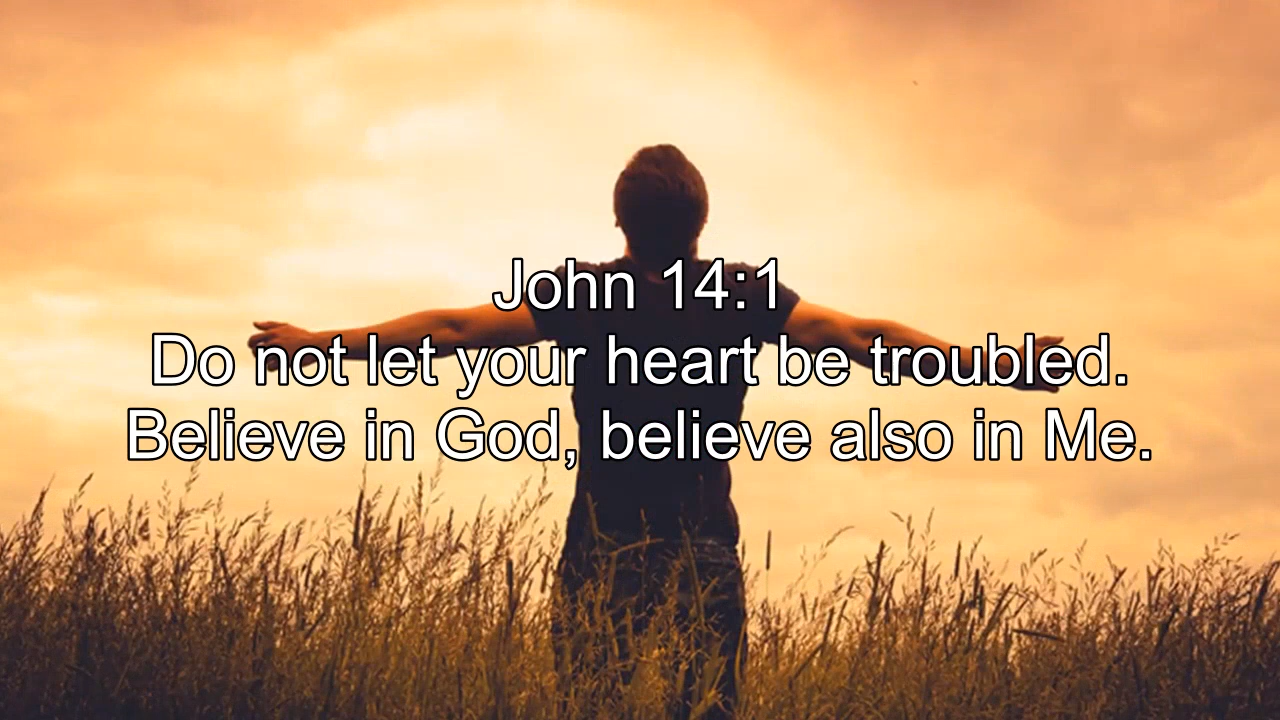 John 14:1
Do not let your heart be troubled.
Believe in God, believe also in Me.